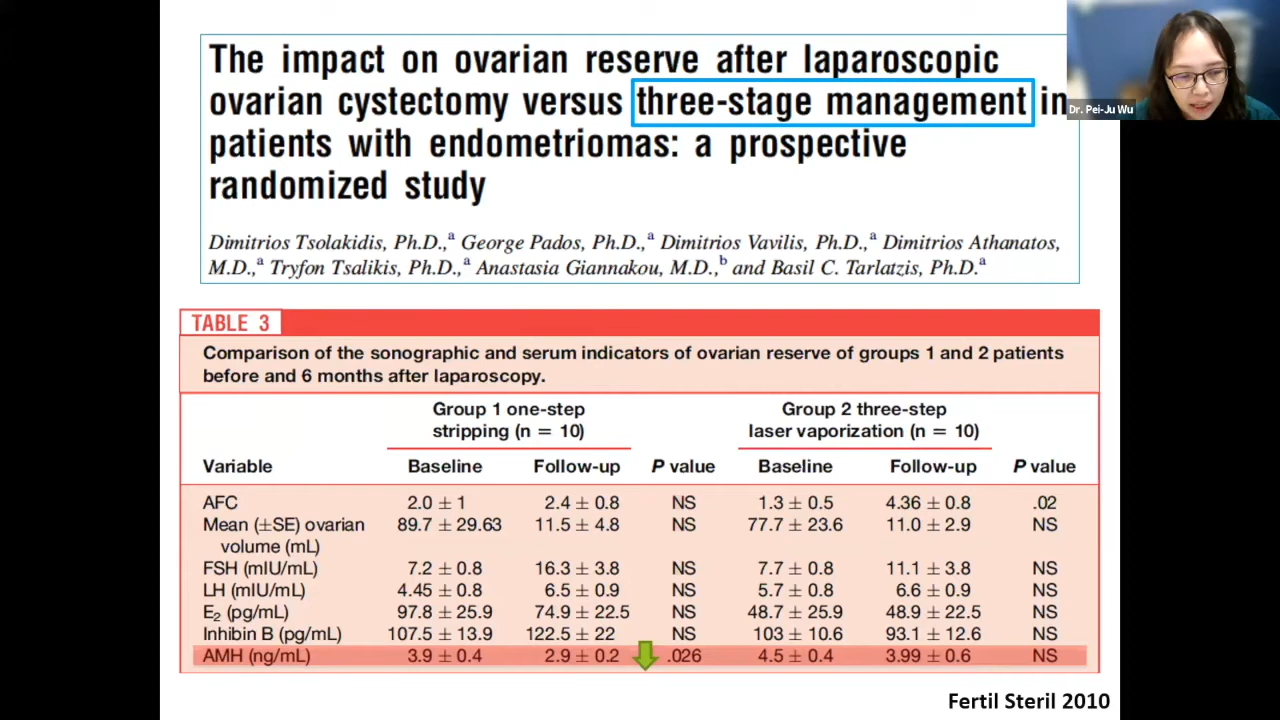 The impact on ovarian reserve after laparoscopic
ovarian cystectomy versus three-stage management in
patients with endometriomas: a prospective
randomized study
Dr. Pei-Ju Wu
Dimitrios Tsolakidis, Ph.D.,a George Pados, Ph.D.,a Dimitrios Vavilis, Ph.D.,a Dimitrios Athanatos,
M.D.,a Tryfon Tsalikis, Ph.D.,a Anastasia Giannakou, M.D.,b and Basil C. Tarlatzis, Ph.D.a
TABLE 3
Comparison of the sonographic and serum indicators of ovarian reserve of groups 1 and 2 patients
before and 6 months after laparoscopy.
Group 1 one-step Group 2 three-step
stripping (n = 10) laser vaporization (n = 10)
Variable Baseline Follow-up P value Baseline Follow-up P value
AFC 2.0 ± 1 2.4 ± 0.8 NS 1.3 ± 0.5 4.36 ± 0.8 .02
Mean (±SE) ovarian 89.7 ± 29.63 11.5 ± 4.8 NS 77.7 ± 23.6 11.0 ± 2.9 NS
volume (mL)
FSH (mIU/mL) 7.2 ± 0.8 16.3 ± 3.8 NS 7.7 ± 0.8 11.1 ± 3.8 NS
LH (mIU/mL) 4.45 ± 0.8 6.5 ± 0.9 NS 5.7 ± 0.8 6.6 ± 0.9 NS
E2 (pg/mL) 97.8 ± 25.9 74.9 ± 22.5 NS 48.7 ± 25.9 48.9 ± 22.5 NS
Inhibin B (pg/mL) 107.5 ± 13.9 122.5 ± 22 NS 103 ± 10.6 93.1 ± 12.6 NS
AMH (ng/mL) 3.9 ± 0.4 2.9 ± 0.2 .026 4.5 ± 0.4 3.99 ± 0.6 NS
Fertil Steril 2010